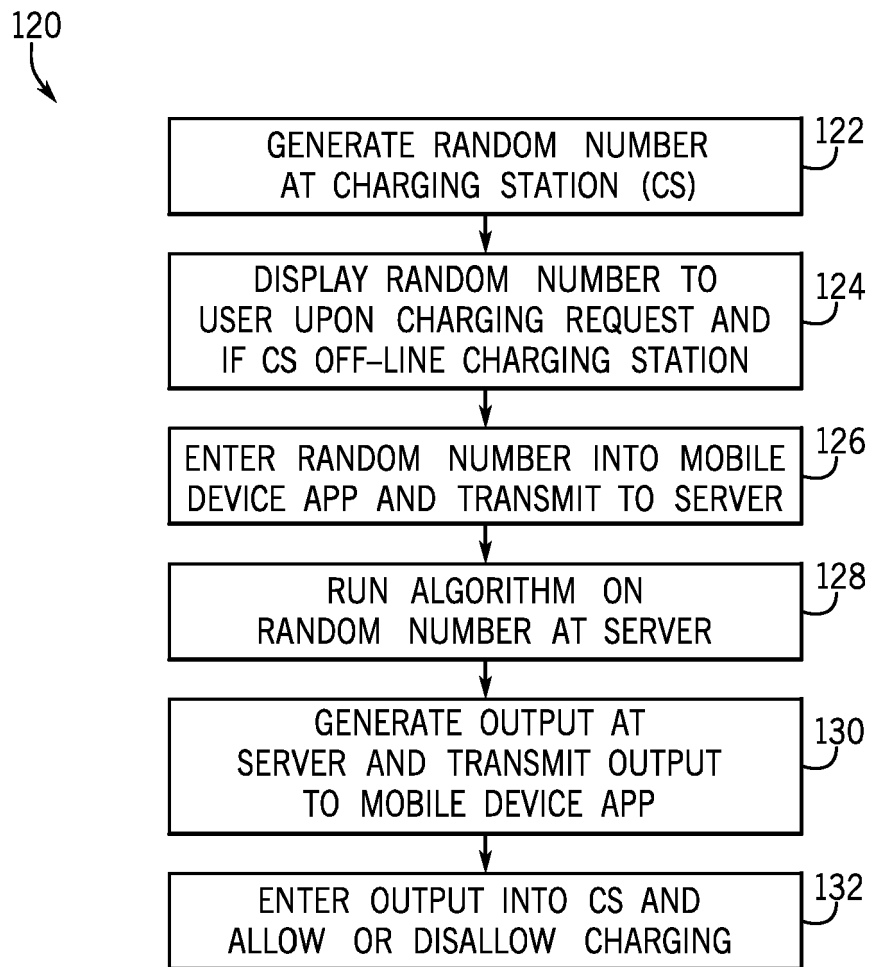 120
GENERATE RANDOM NUMBER
AT CHARGING STATION (CS)
122
DISPLAY RANDOM NUMBER TO
USER UPON CHARGING REQUEST AND
IF CS OFF–LINE CHARGING STATION
124
ENTER RANDOM NUMBER INTO MOBILE
DEVICE APP AND TRANSMIT TO SERVER
126
RUN ALGORITHM ON
RANDOM NUMBER AT SERVER
128
GENERATE OUTPUT AT
SERVER AND TRANSMIT OUTPUT
TO MOBILE DEVICE APP
130
ENTER OUTPUT INTO CS AND
ALLOW OR DISALLOW CHARGING
132